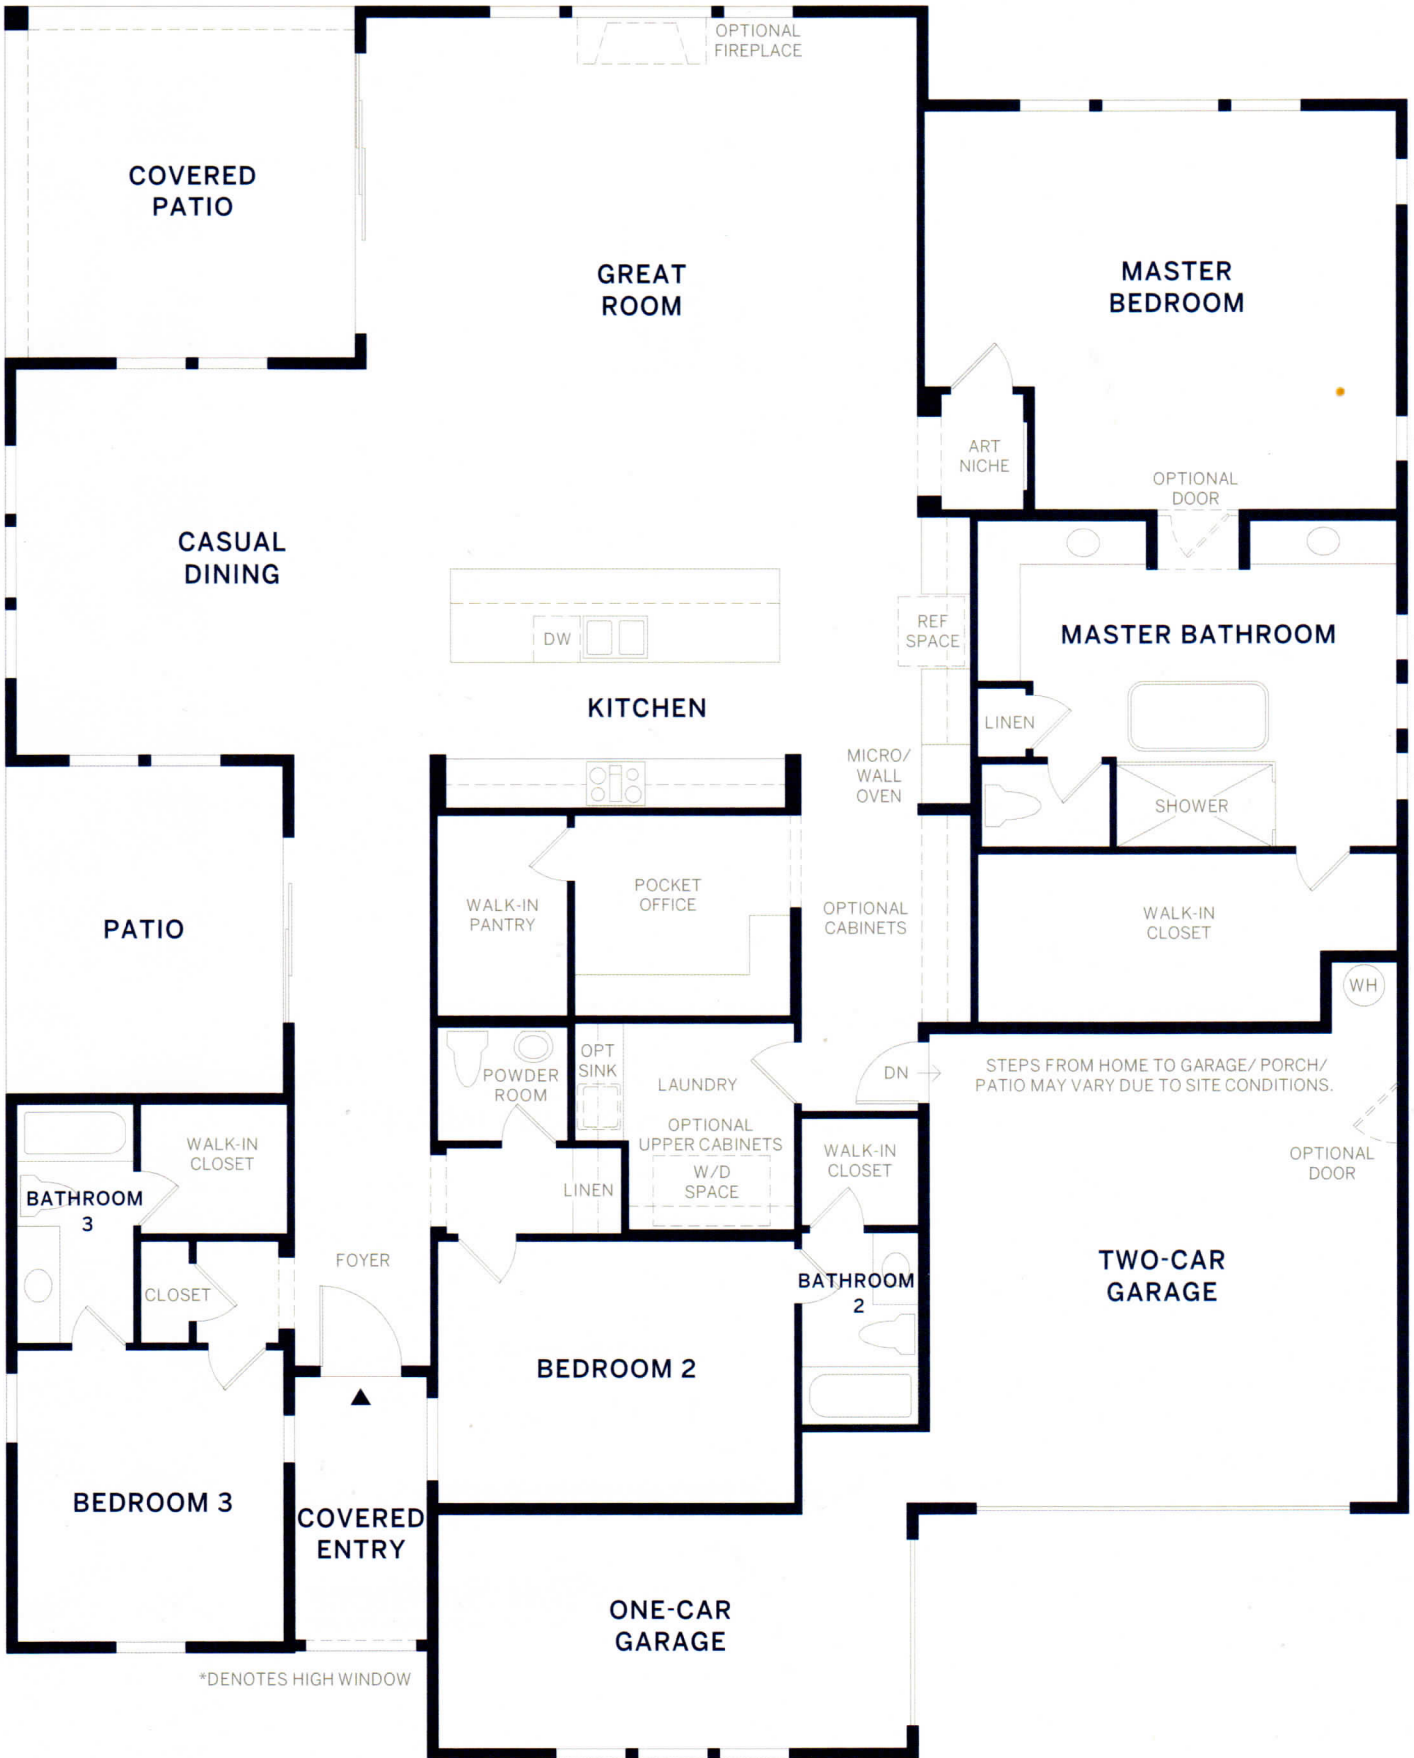 OPTIONAL
FIREPLACE
COVERED
PATIO
GREAT
ROOM
MASTER
BEDROOM
ART
NICHE
OPTIONAL
DOOR
CASUAL
DINING
DW
REF
SPACE
MASTER BATHROOM
KITCHEN
LINEN
MICRO/
WALL
OVEN
SHOWER
PATIO
WALK-IN
PANTRY
POCKET
OFFICE
OPTIONAL
CABINETS
WALK-IN
CLOSET
WH
OPT
SINK
POWDER
ROOM
LAUNDRY
DN
STEPS FROM HOME TO GARAGE/ PORCH/
PATIO MAY VARY DUE TO SITE CONDITIONS.
OPTIONAL
UPPER CABINETS
W/D
SPACE
WALK-IN
CLOSET
WALK-IN
CLOSET
OPTIONAL
DOOR
BATHROOM
3
LINEN
FOYER
CLOSET
BATHROOM
2
TWO-CAR
GARAGE
BEDROOM 2
BEDROOM 3
COVERED
ENTRY
ONE-CAR
GARAGE
*DENOTES HIGH WINDOW